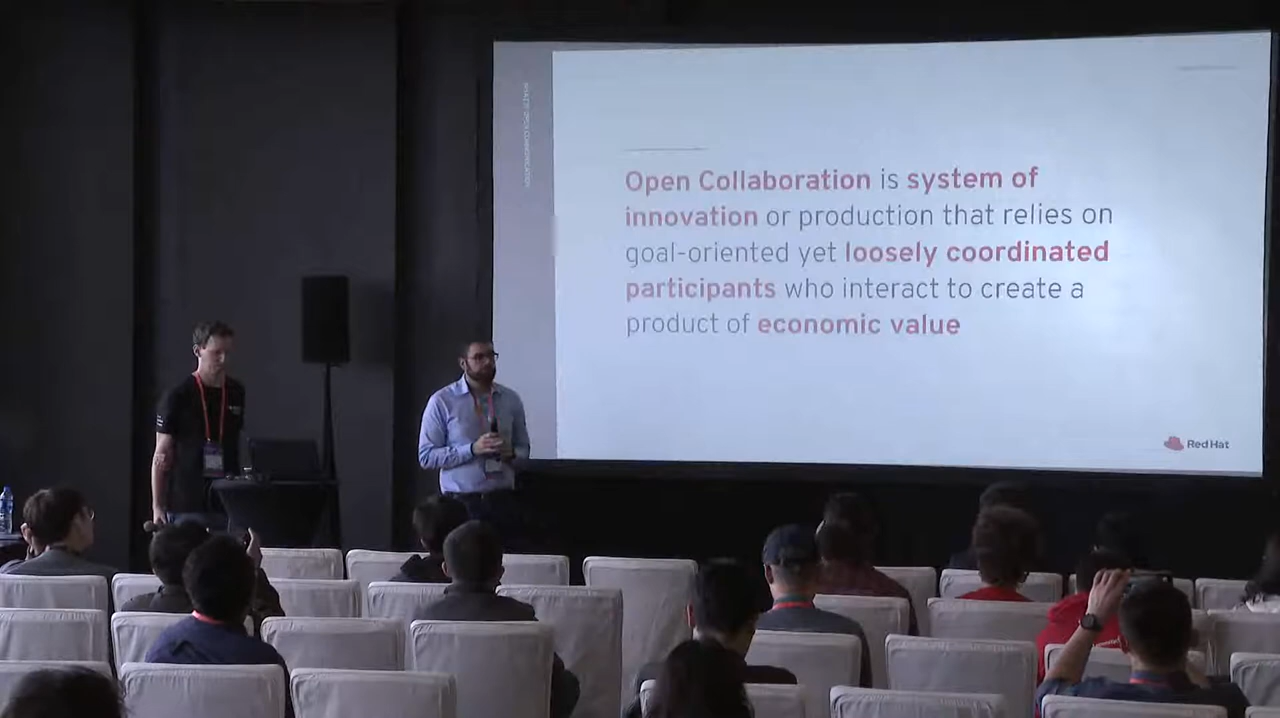 Open Collaboration is system of
innovation or production that relies on
goal-oriented yet loosely coordinated
participants who interact to create a
product of economic value
Red Hat